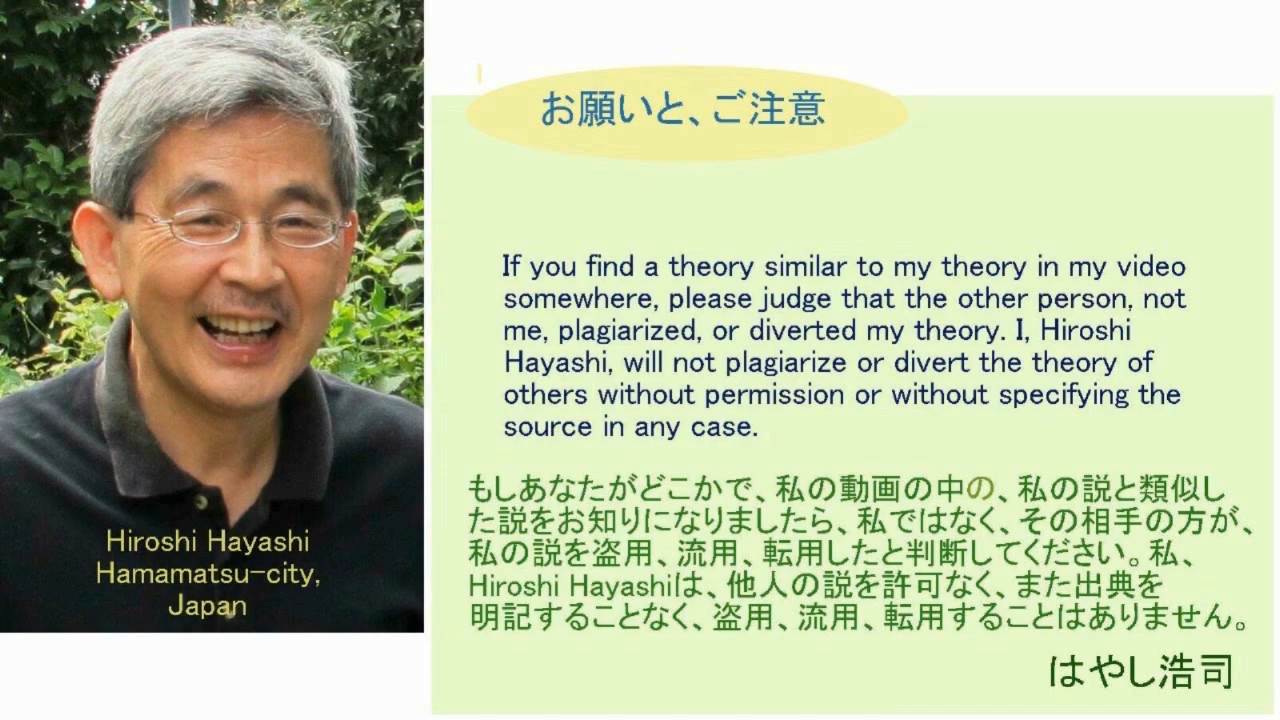 お願いと、ご注意
If you find a theory similar to my theory in my video
somewhere, please judge that the other person, not
me, plagiarized, or diverted my theory. I, Hiroshi
Hayashi, will not plagiarize or divert the theory of
others without permission or without specifying the
source in any case.
もしあなたがどこかで、私の動画の中の、私の説と類似し
た説をお知りになりましたら、私ではなく、その相手の方が、
私の説を盗用、流用、転用したと判断してください。私、
Hiroshi Hayashiは、他人の説を許可なく、また出典を
明記することなく、盗用、流用、転用することはありません。
はやし浩司
Hiroshi Hayashi
Hamamatsu-city,
Japan